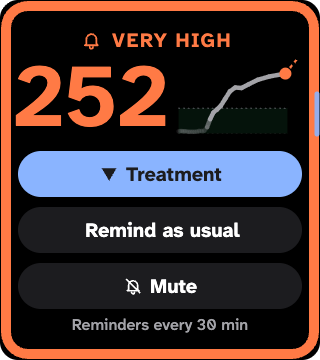 VERY HIGH
252
Treatment
Remind as usual
Mute
Reminders every 30 min